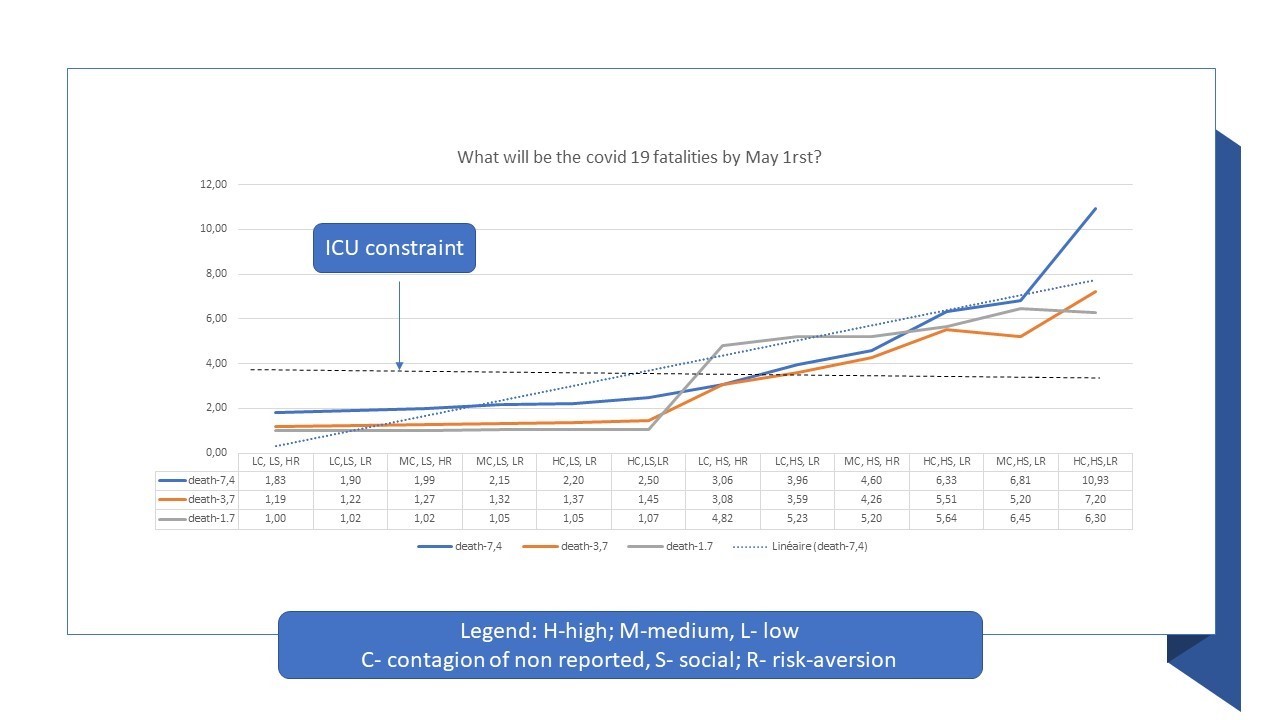 What will be the covid 19 fatalities by May 1rst?
12,00
10,00
8,00
6,00
4,00
2,00
0,00
ICU constraint
LC, LS, HR LC,LS, LR MC, LS, HR MC,LS, LR HC,LS, LR HC,LS,LR LC, HS, HR LC,HS, LR MC, HS, HR HC,HS, LR MC,HS, LR HC,HS,LR
death-7,4 1,83 1,90 1,99 2,15 2,20 2,50 3,06 3,96 4,60 6,33 6,81 10,93
death-3,7 1,19 1,22 1,27 1,32 1,37 1,45 3,08 3,59 4,26 5,51 5,20 7,20
death-1.7 1,00 1,02 1,02 1,05 1,05 1,07 4,82 5,23 5,20 5,64 6,45 6,30
death-7,4 death-3,7 death-1.7 Linéaire (death-7,4)
Legend: H-high; M-medium, L- low
C- contagion of non reported, S- social; R- risk-aversion